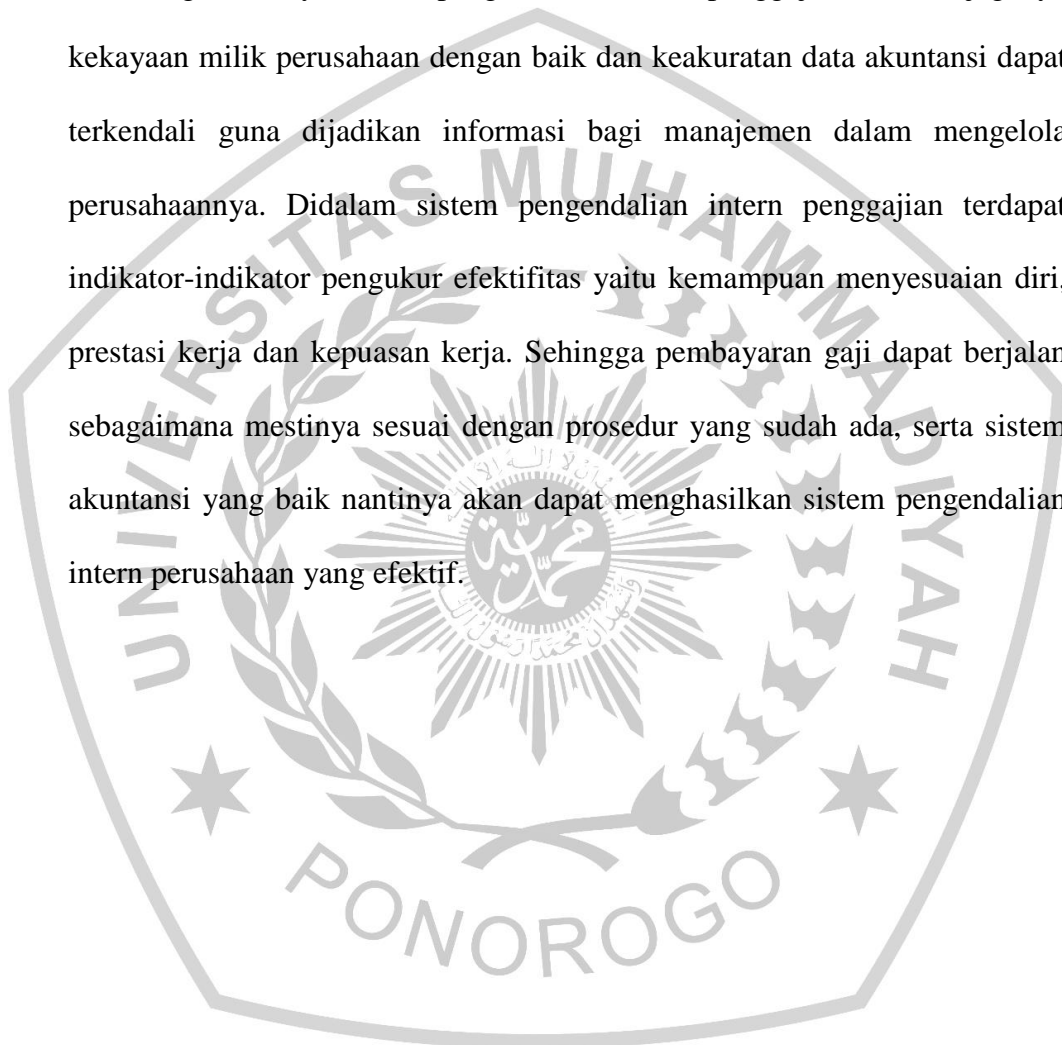 kekayaan milik perusahaan dengan baik dan keakuratan data akuntansi dapat
terkendali guna dijadikan informasi bagi manajemen dalam mengelola
perusahaannya. Didalam sistem pengendalian intern penggajian terdapat
indikator-indikator pengukur efektifitas yaitu kemampuan menyesuaian diri,
prestasi kerja dan kepuasan kerja. Sehingga pembayaran gaji dapat berjalan
sebagaimana mestinya sesuai dengan prosedur yang sudah ada, serta sistem
akuntansi yang baik nantinya akan dapat menghasilkan sistem pengendalian
intern perusahaan yang efektif.
UNIVERSITAS MUHAMMADIYAH
PONOROGO
محمدية